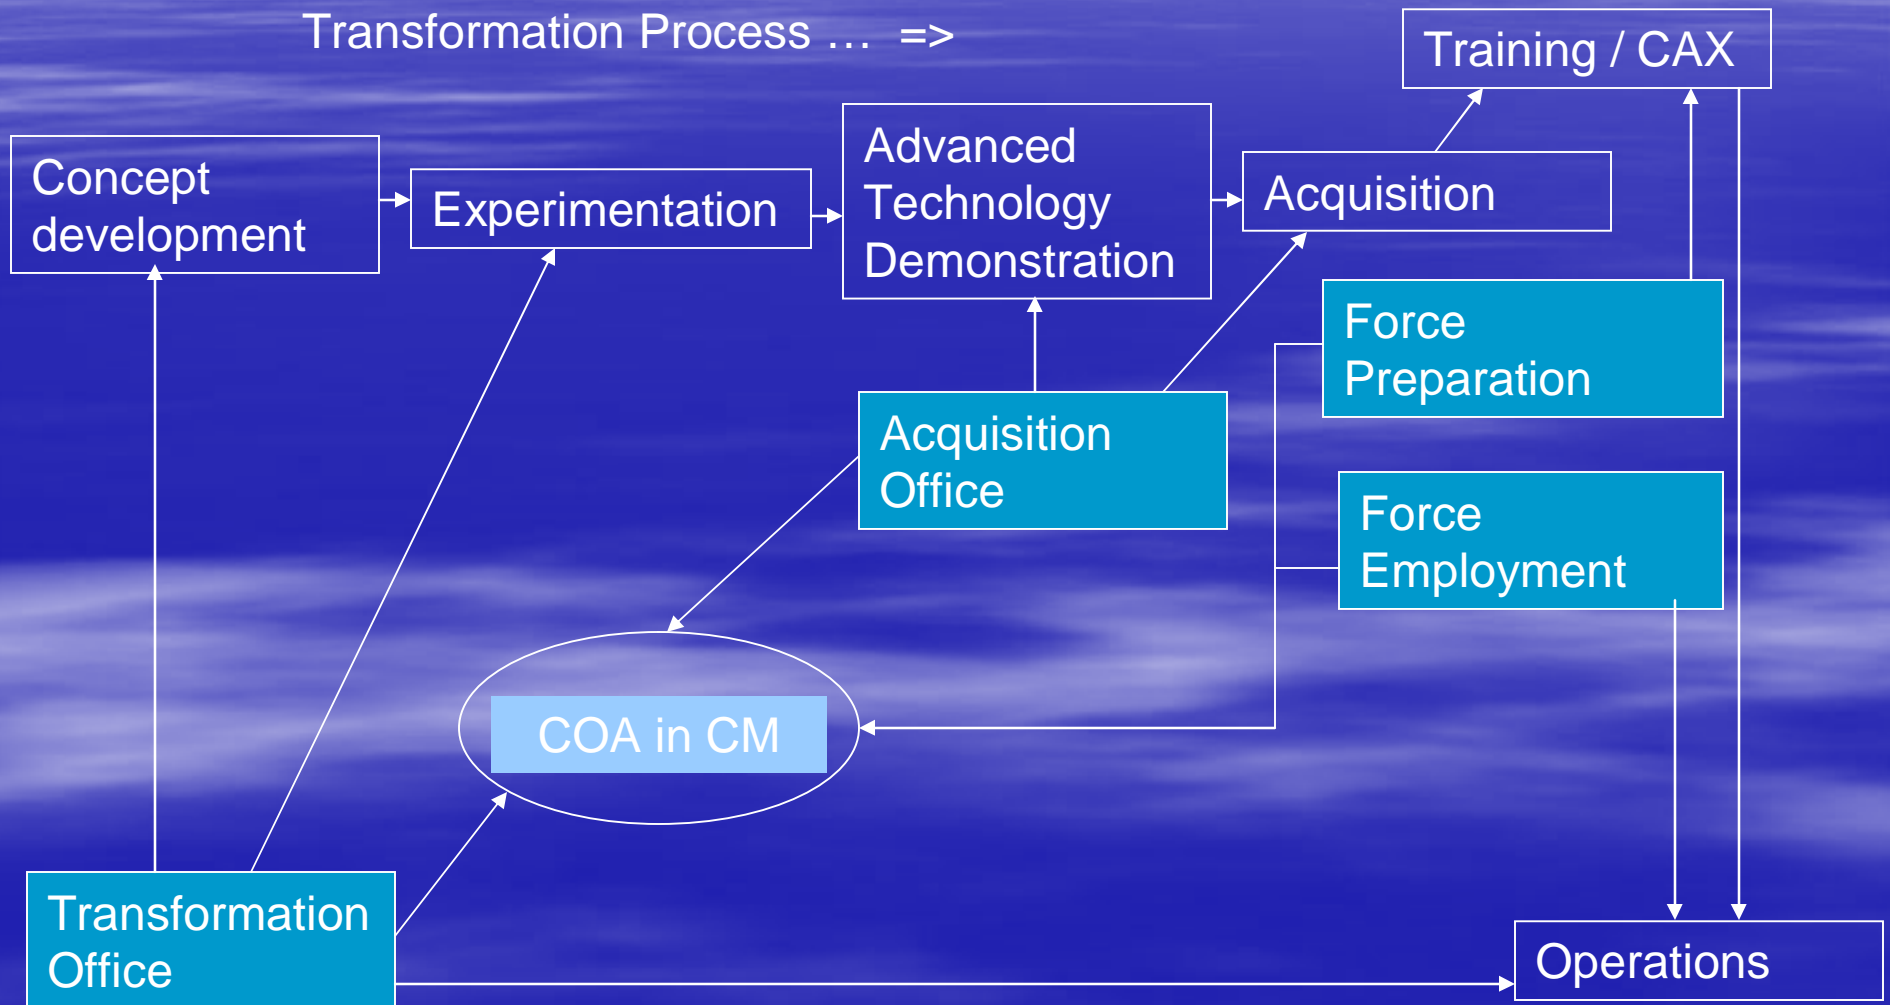 Transformation Process … =>
Training / CAX
Concept
development
Experimentation
Advanced
Technology
Demonstration
Acquisition
Force
Preparation
Acquisition
Office
Force
Employment
COA in CM
Transformation
Office
Operations